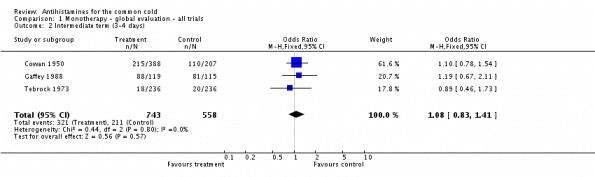 Review: Antihistamines for the common cold
Comparison: 1 Monotherapy - global evaluation - all trials
Outcome: 2 Intermediate term (3-4 days)
Study or subgroup Treatment Control Odds Ratio Weight Odds Ratio
n/N n/N M-H,Fixed,95% CI M-H,Fixed,95% CI
Cowan 1950 215/388 110/207 61.6 % 1.10 [ 0.78, 1.54 ]
Gaffey 1988 88/119 81/115 20.7 % 1.19 [ 0.67, 2.11 ]
Tebrock 1973 18/236 20/236 17.8 % 0.89 [ 0.46, 1.73 ]
Total (95% CI) 743 558 100.0 % 1.08 [ 0.83, 1.41 ]
Total events: 321 (Treatment), 211 (Control)
Heterogeneity: Chi² = 0.44, df = 2 (P = 0.80); I² =0.0%
Test for overall effect: Z = 0.56 (P = 0.57)
0.1 0.2 0.5 1 2 5 10
Favours treatment Favours control